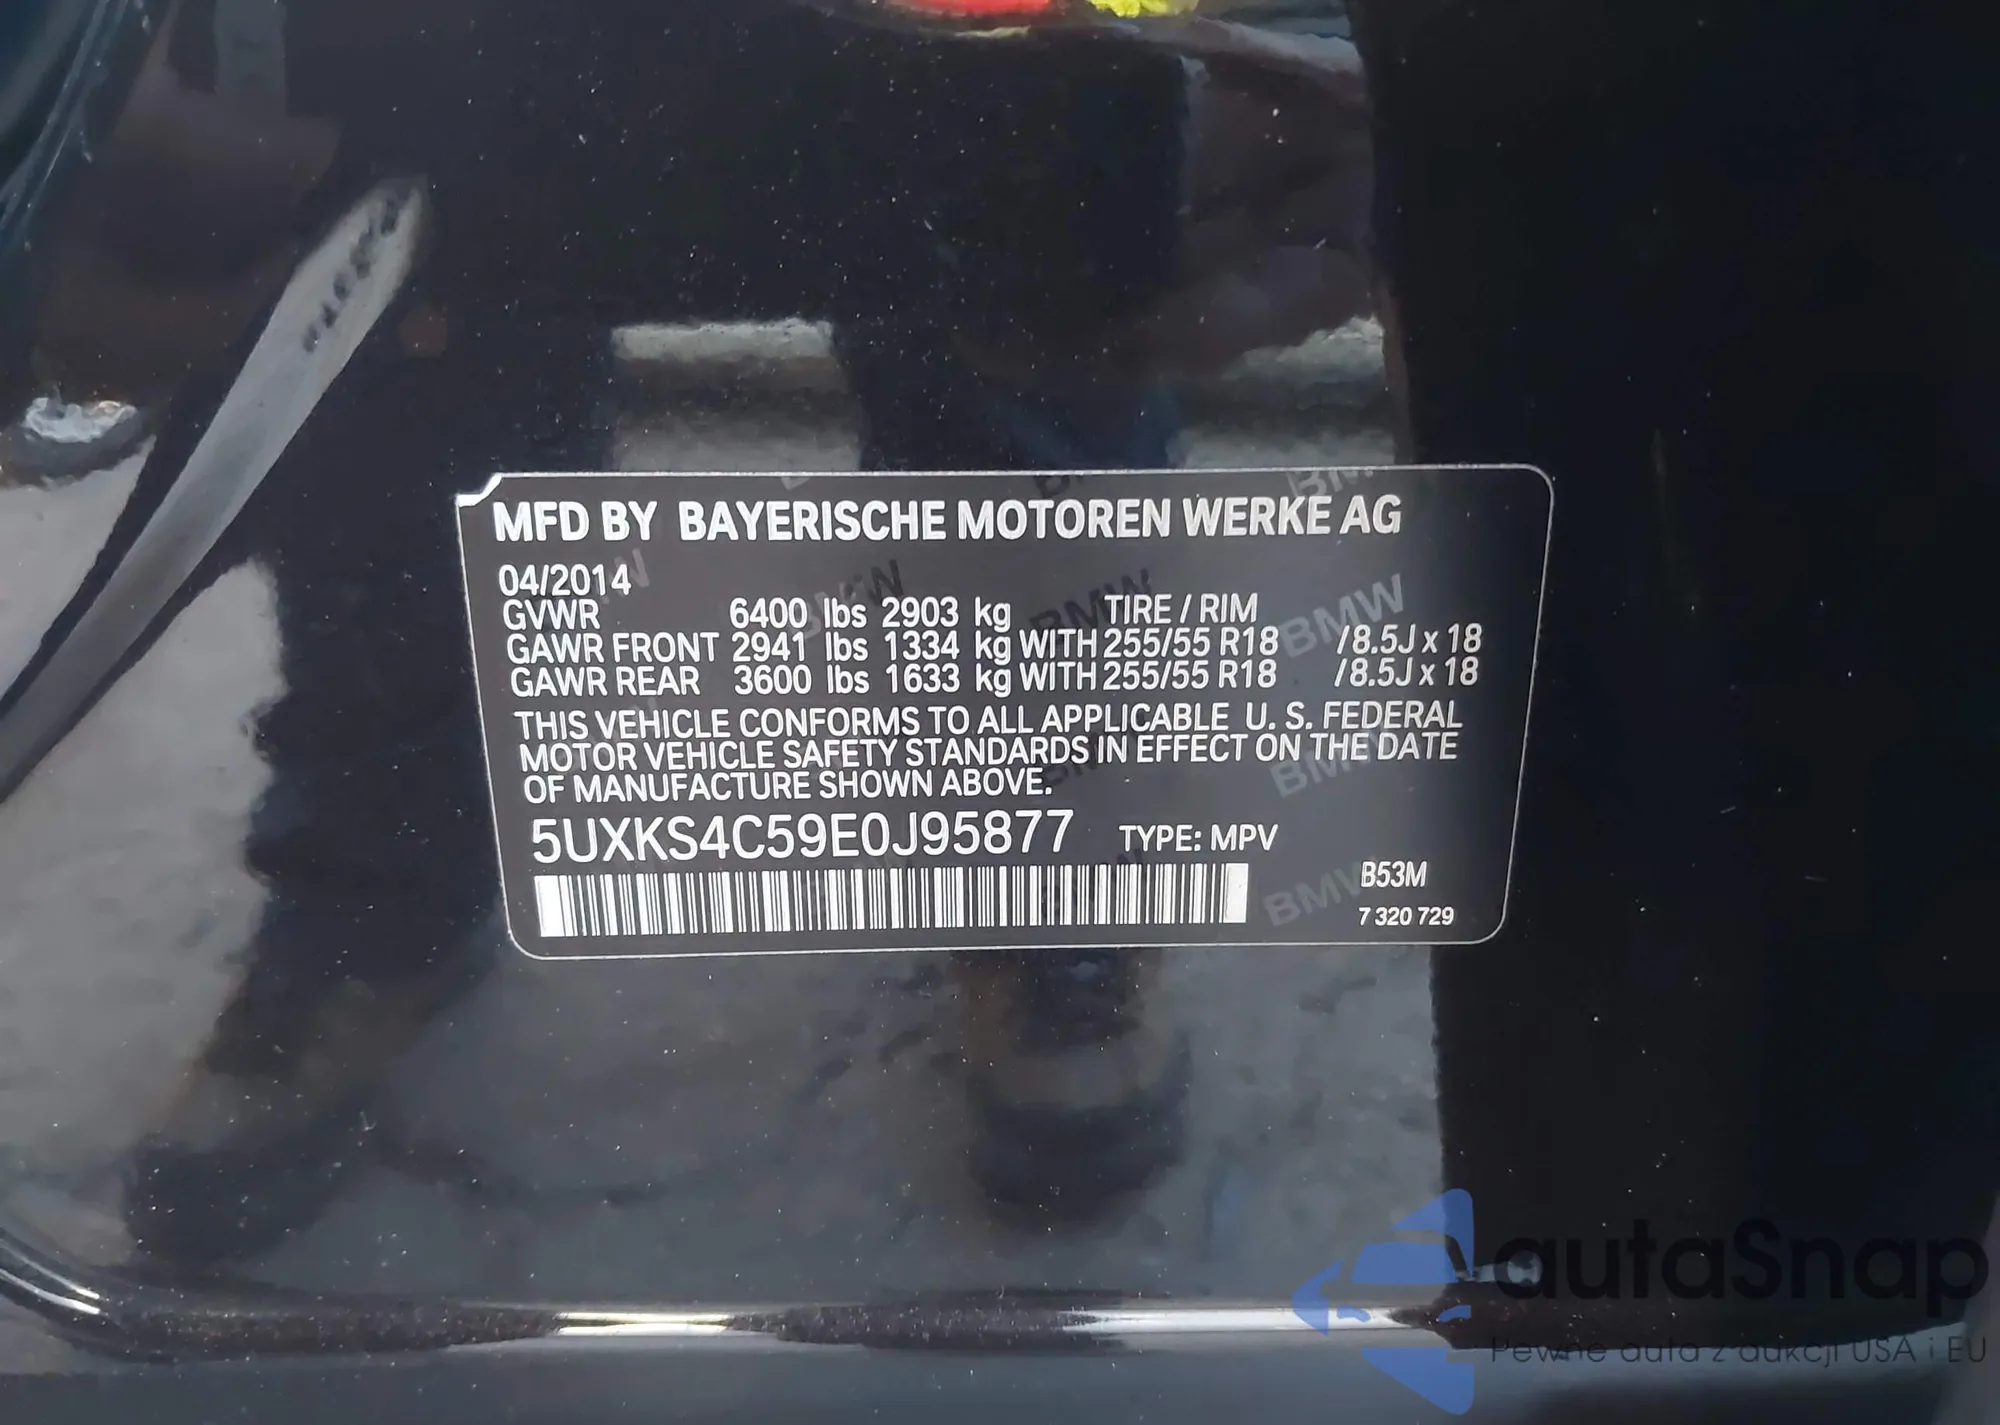 MFD BY BAYERISCHE MOTOREN WERKE AG
04/2014
GVWR 6400 lbs 2903 kg TIRE / RIM
GAWR FRONT 2941 lbs 1334 kg WITH 255/55 R18 /8.5J x 18
GAWR REAR 3600 lbs 1633 kg WITH 255/55 R18 /8.5J x 18
THIS VEHICLE CONFORMS TO ALL APPLICABLE U. S. FEDERAL
MOTOR VEHICLE SAFETY STANDARDS IN EFFECT ON THE DATE
OF MANUFACTURE SHOWN ABOVE.
5UXKS4C59E0J95877 TYPE: MPV
B53M
7 320 729
autaSnap
Pewne auta z aukcji USA i EU